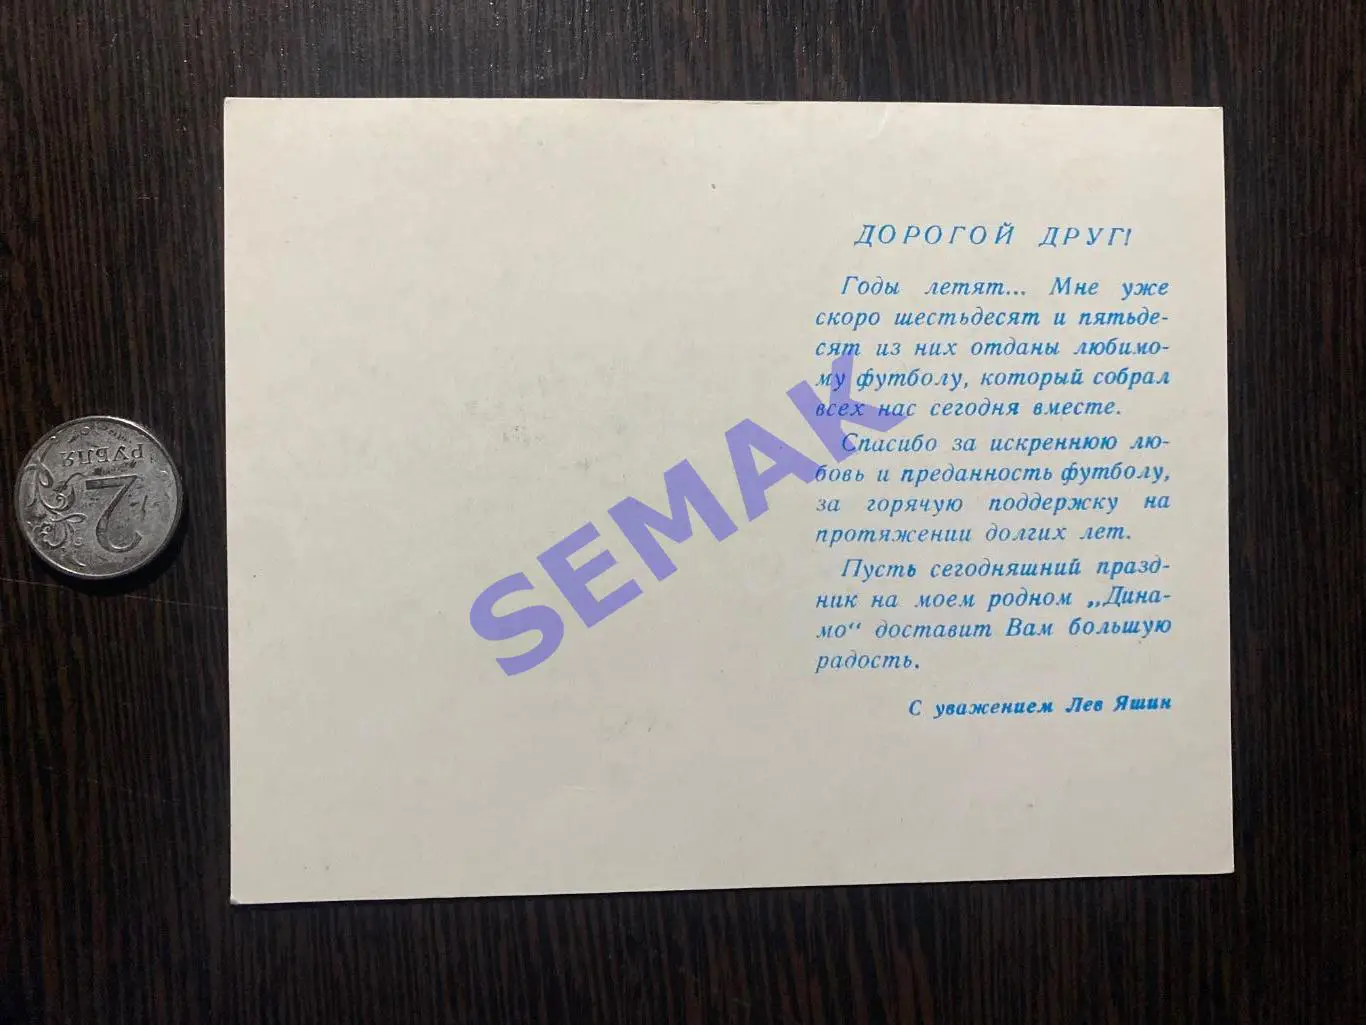 ДОРОГОЙ ДРУГ!
Годы летят... Мне уже
скоро шестьдесят и пятьде-
сят из них отданы любимо-
му футболу, который собрал
всех нас сегодня вместе.
Спасибо за искреннюю лю-
бовь и преданность футболу,
за горячую поддержку на
протяжении долгих лет.
Пусть сегодняшний празд-
ник на моем родном „Дина-
мо“ доставит Вам большую
радость.
С уважением Лев Яшин
SEMAK
2
РУБЛЯ